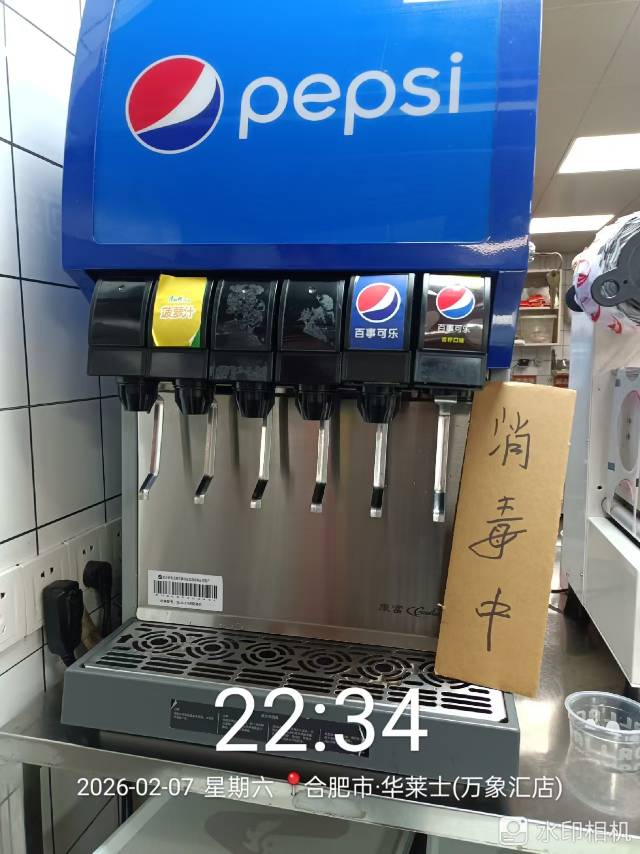 pepsi
菠萝汁
百事可乐
百事可乐
消
毒
中
22:34
2026-02-07 星期六 合肥市·华莱士(万象汇店)
水印相机